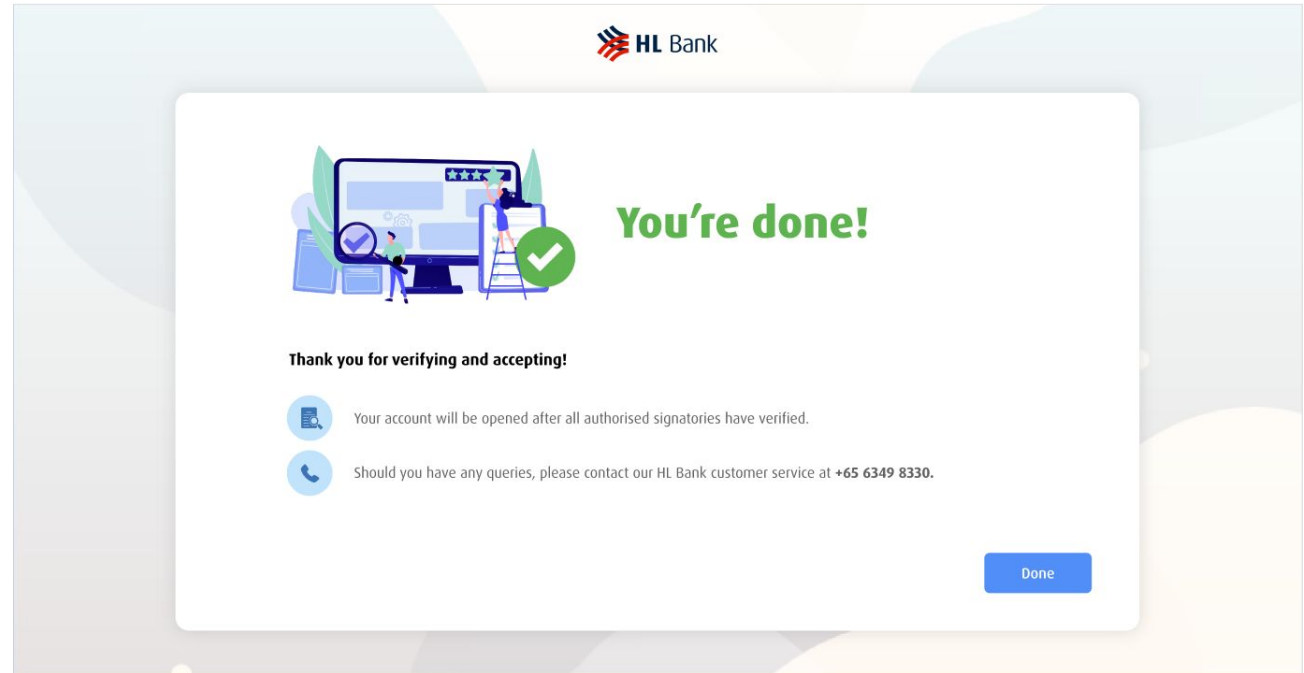 HL Bank
You're done!
Thank you for verifying and accepting!
Your account will be opened after all authorised signatories have verified.
Should you have any queries, please contact our HL Bank customer service at +65 6349 8330.
Done